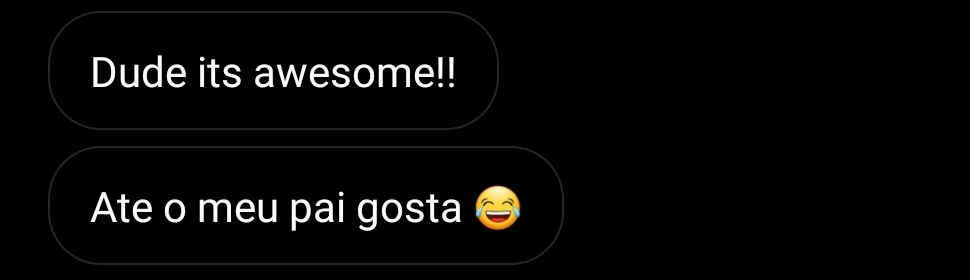 Dude its awesome!!
Ate o meu pai gosta 😂